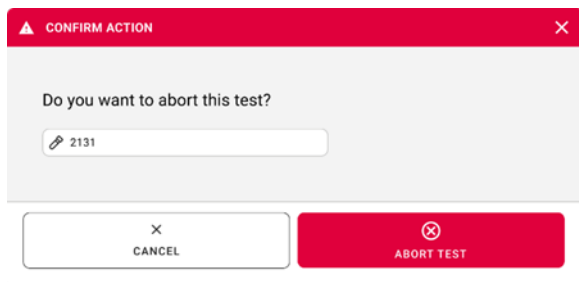 CONFIRM ACTION
Do you want to abort this test?
2131
CANCEL
ABORT TEST